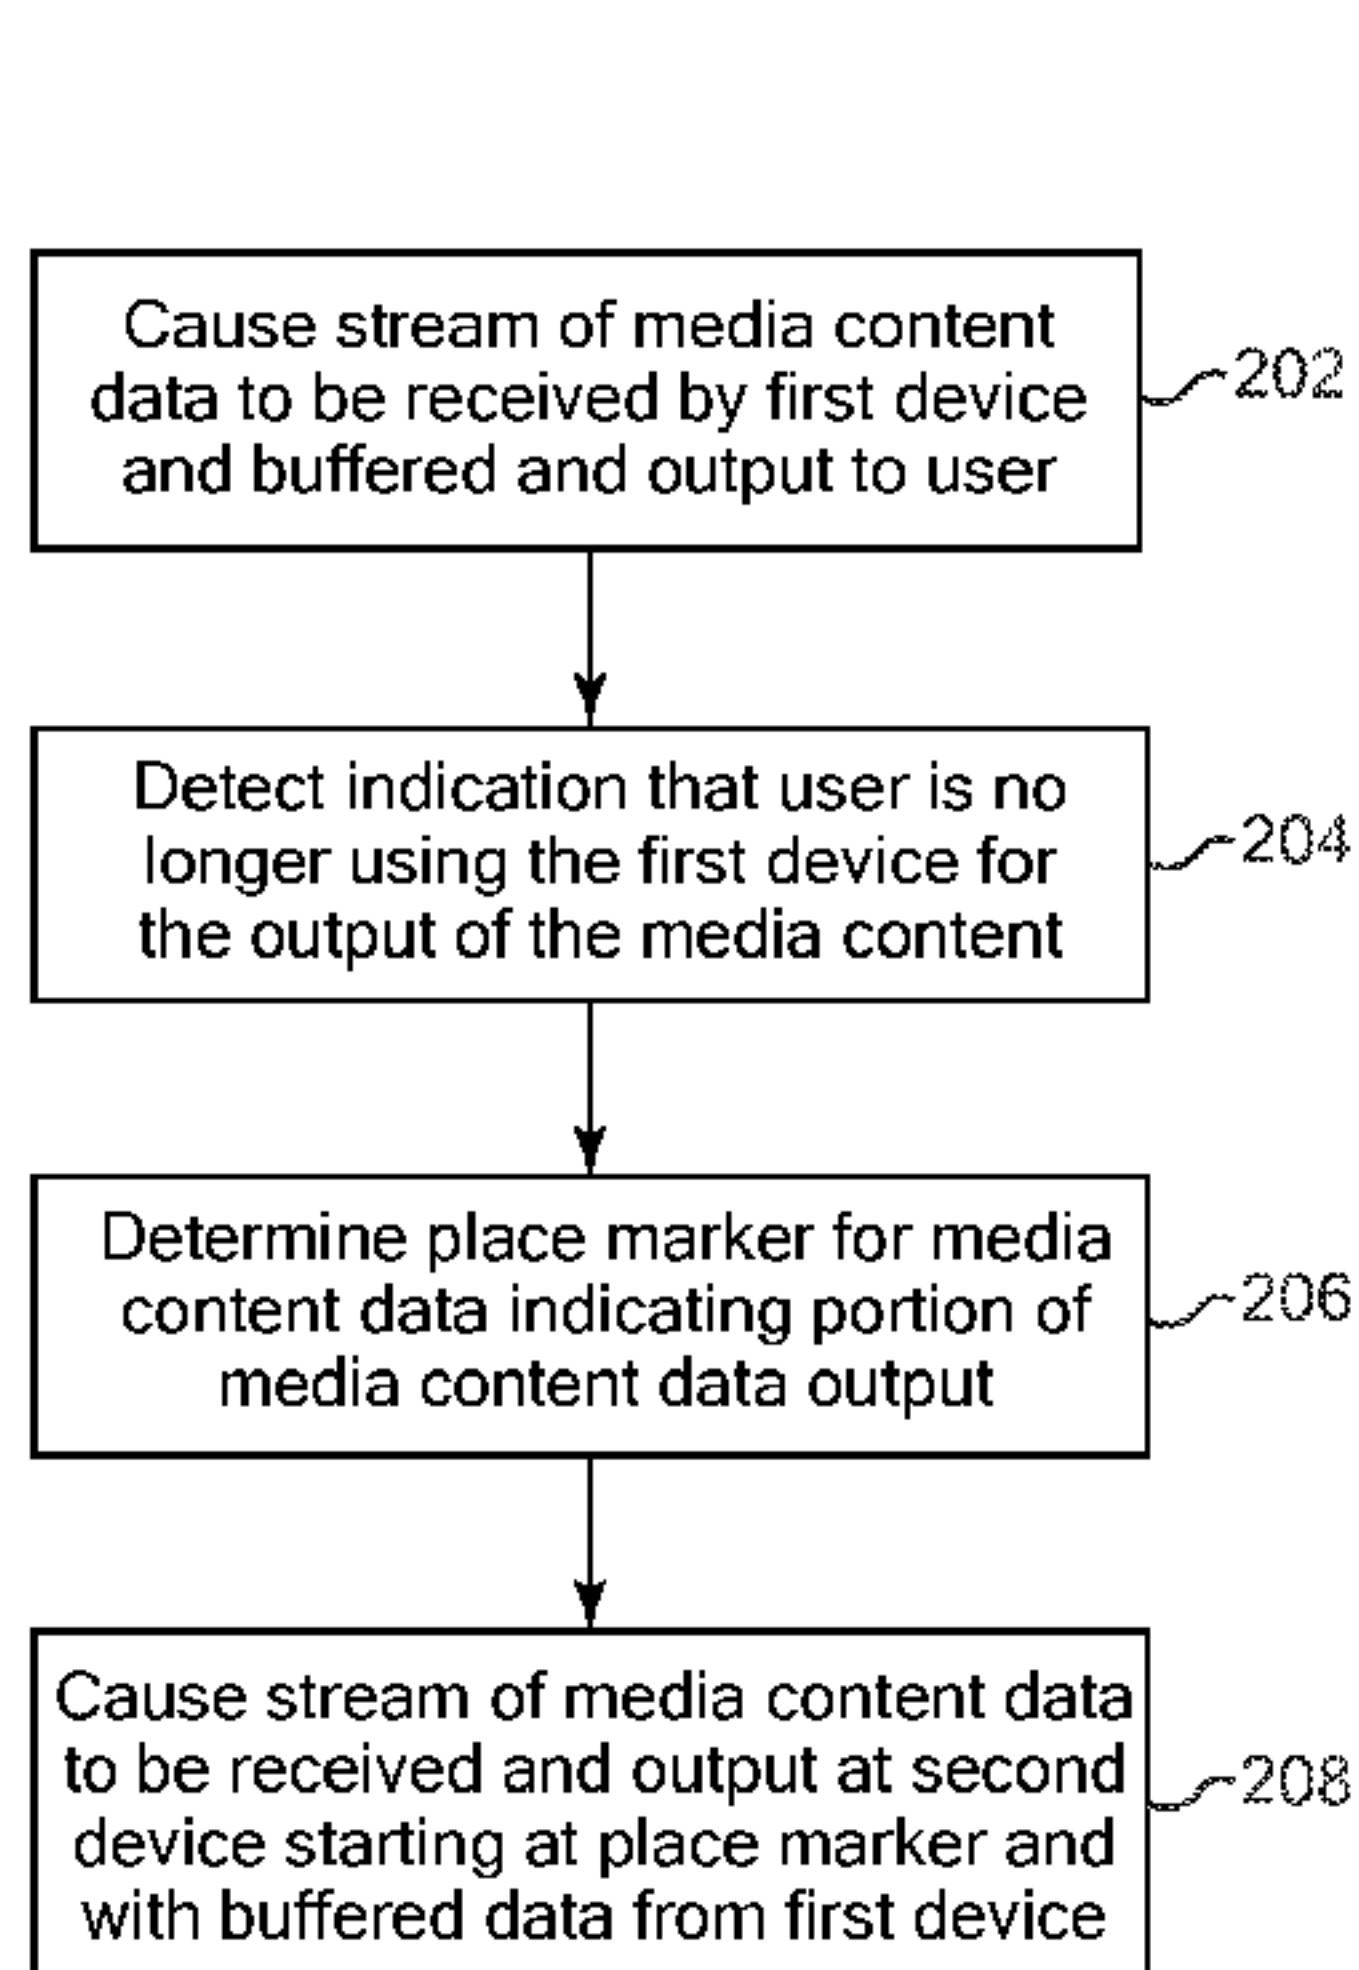 Cause stream of media content
data to be received by first device
and buffered and output to user
202
Detect indication that user is no
longer using the first device for
the output of the media content
204
Determine place marker for media
content data indicating portion of
media content data output
206
Cause stream of media content data
to be received and output at second
device starting at place marker and
with buffered data from first device
208